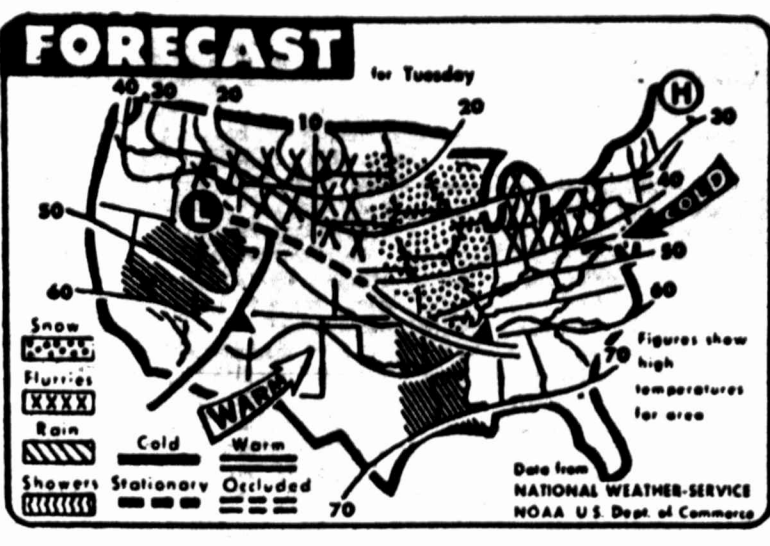 FORECAST
for Tuesday
40 30 20
10
20
H
30
40
COLD
L
50
50
60
60
Snow
Flurries
XXXX
Rain
Showers
Cold
Warm
Stationary
Occluded
WARM
70
Figures show
high
temperatures
for area
70
Data from
NATIONAL WEATHER SERVICE
NOAA U S. Dept. of Commerce